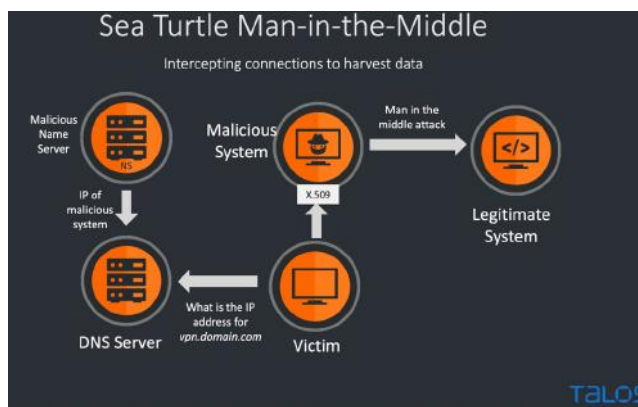 Sea Turtle Man-in-the-Middle
Intercepting connections to harvest data
Malicious
Name
Server
NS
IP of
malicious
system
DNS Server
What is the IP
address for
vpn.domain.com
Victim
X.509
Malicious
System
Man in the
middle attack
</>
Legitimate
System
TALOS